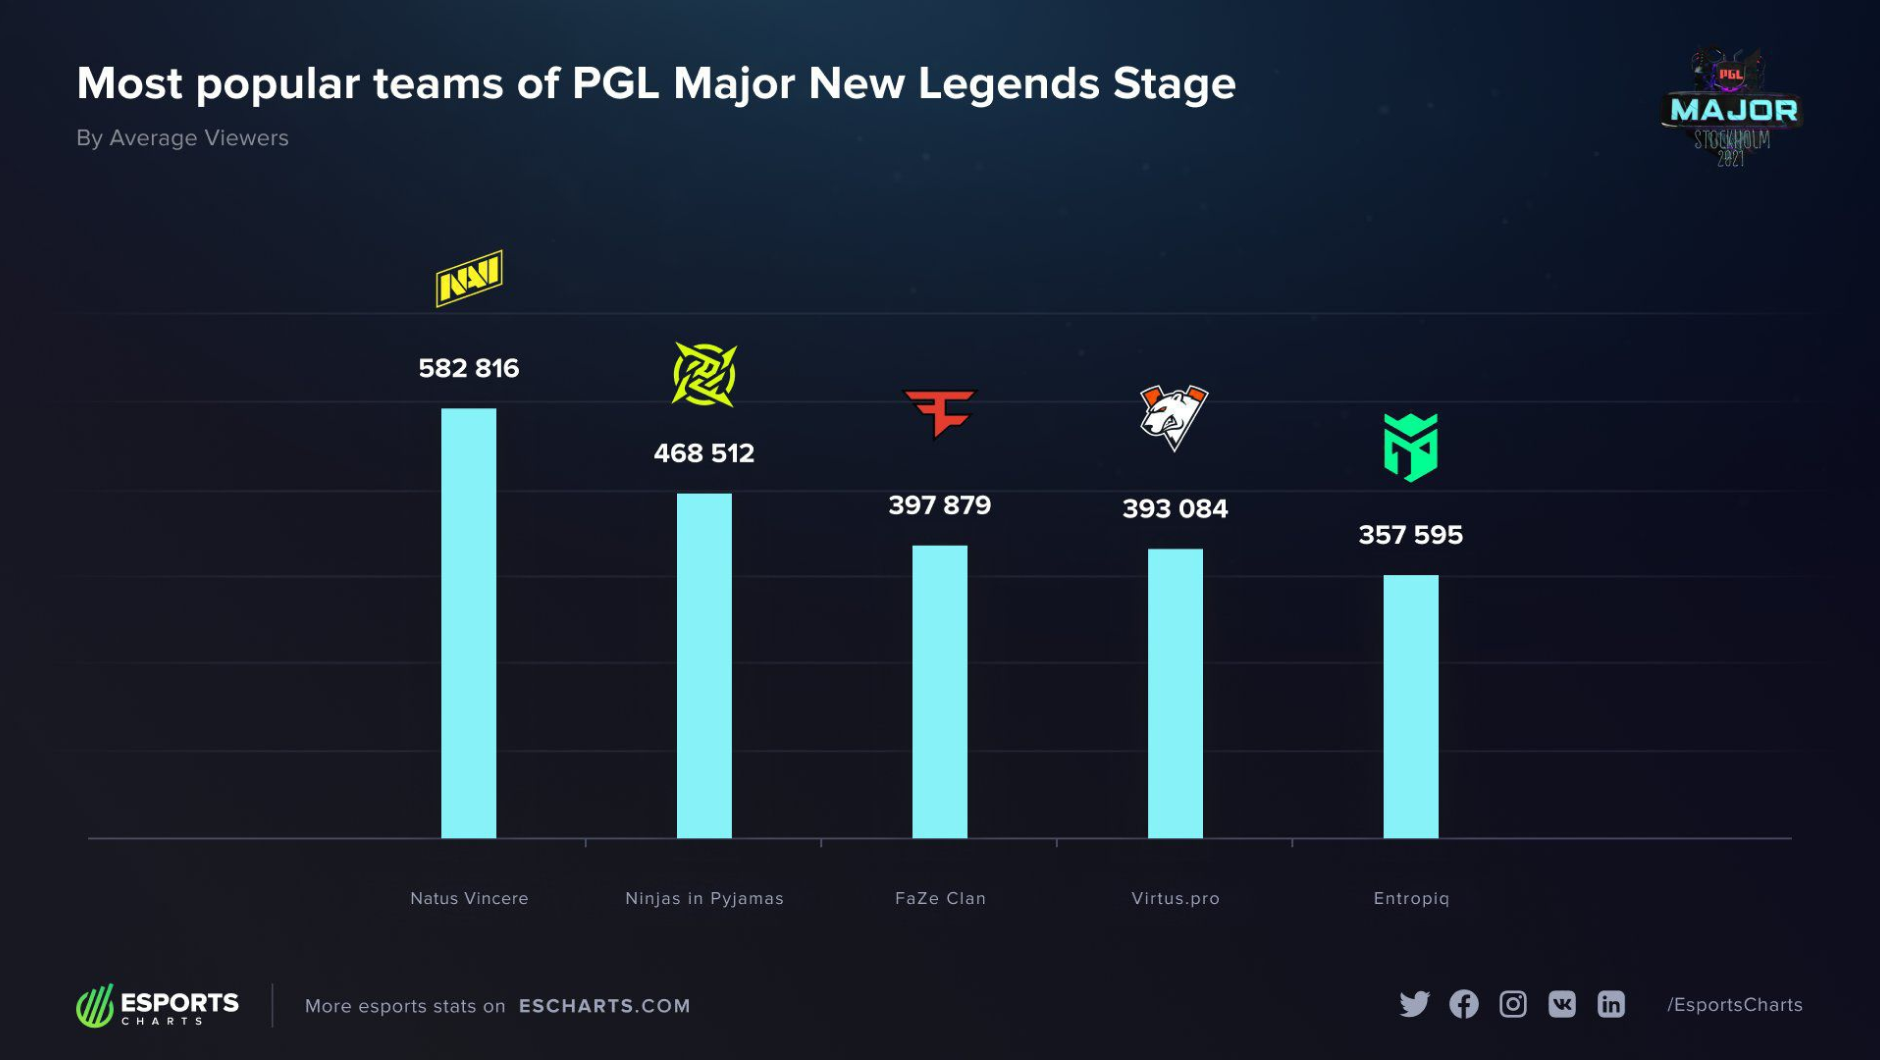 Most popular teams of PGL Major New Legends Stage
By Average Viewers
PGL
MAJOR
STOCKHOLM
2021
NAVI
582 816
468 512
397 879
393 084
357 595
Natus Vincere
Ninjas in Pyjamas
FaZe Clan
Virtus.pro
Entropiq
ESPORTS
CHARTS
More esports stats on ESCHARTS.COM
/EsportsCharts